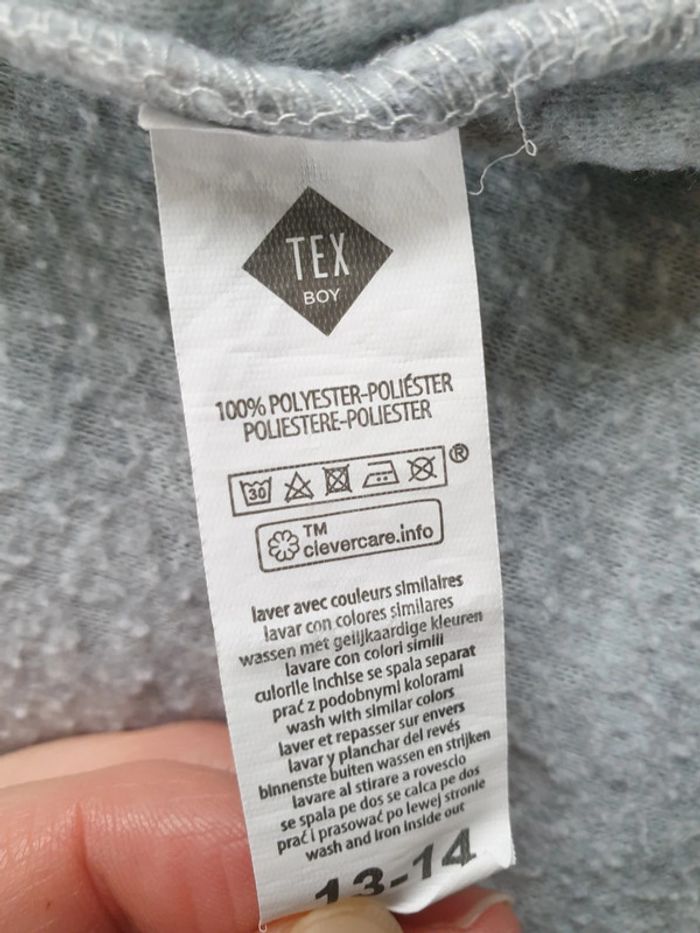 TEX
BOY
100% POLYESTER-POLIÉSTER
POLIESTERE-POLIESTER
30
®
TM
clevercare.info
laver avec couleurs similaires
lavar con colores similares
wassen met gelijkaardige kleuren
lavare con colori simili
culorile inchise se spala separat
prać z podobnymi kolorami
wash with similar colors
laver et repasser sur envers
lavar y planchar del revés
binnenste buiten wassen en strijken
lavare al stirare a rovescio
se spala pe dos se calca pe dos
prać i prasować po lewej stronie
wash and iron inside out
13-14